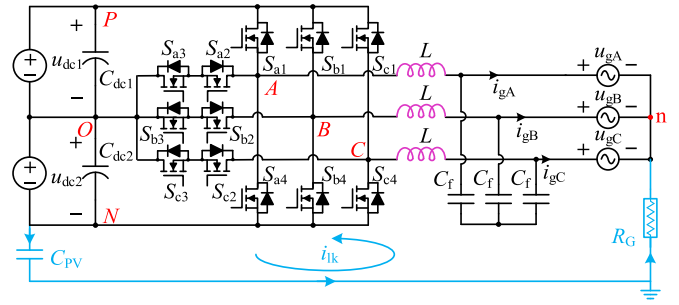 + P
S_a1 S_b1 S_c1
S_a3 S_a2
L
+ u_gA −
u_dc1
C_dc1
−
A
i_gA
L
+ u_gB −
O
S_b3 S_b2
B
i_gB
n
L
+ u_gC −
C
i_gC
+
u_dc2
C_dc2
S_c3 S_c2
S_a4 S_b4 S_c4
C_f C_f C_f
−
N
R_G
C_PV
i_lk